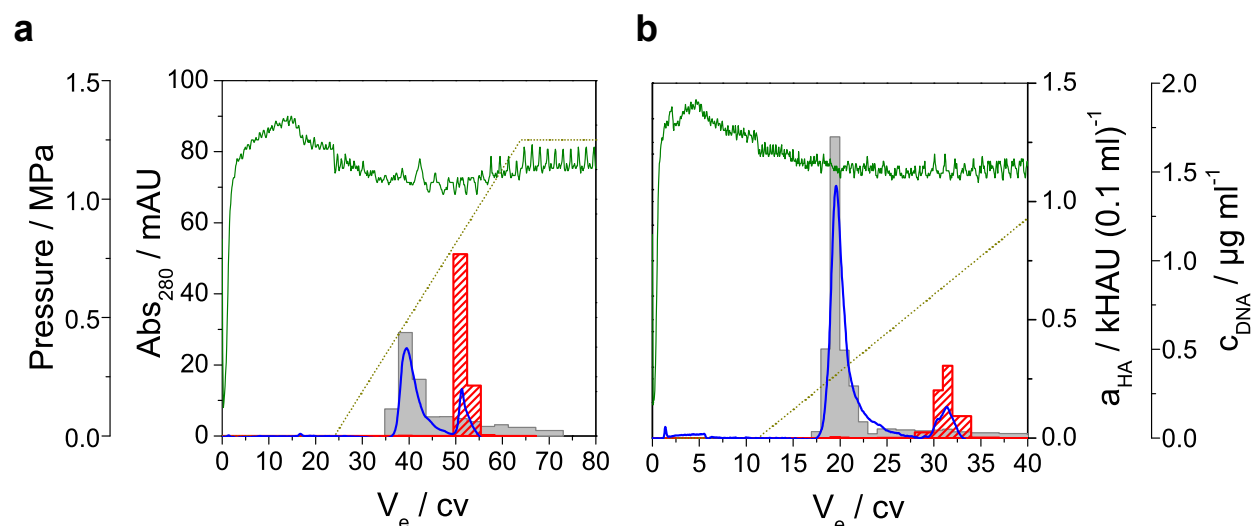 a
b
Pressure / MPa
1.5
1.0
0.5
0.0
Abs280 / mAU
100
80
60
40
20
0
0 10 20 30 40 50 60 70 80
Ve / cv
0 5 10 15 20 25 30 35 40
Ve / cv
1.5
1.0
0.5
0.0
aHA / kHAU (0.1 ml)-1
2.0
1.5
1.0
0.5
0.0
cDNA / µg ml-1